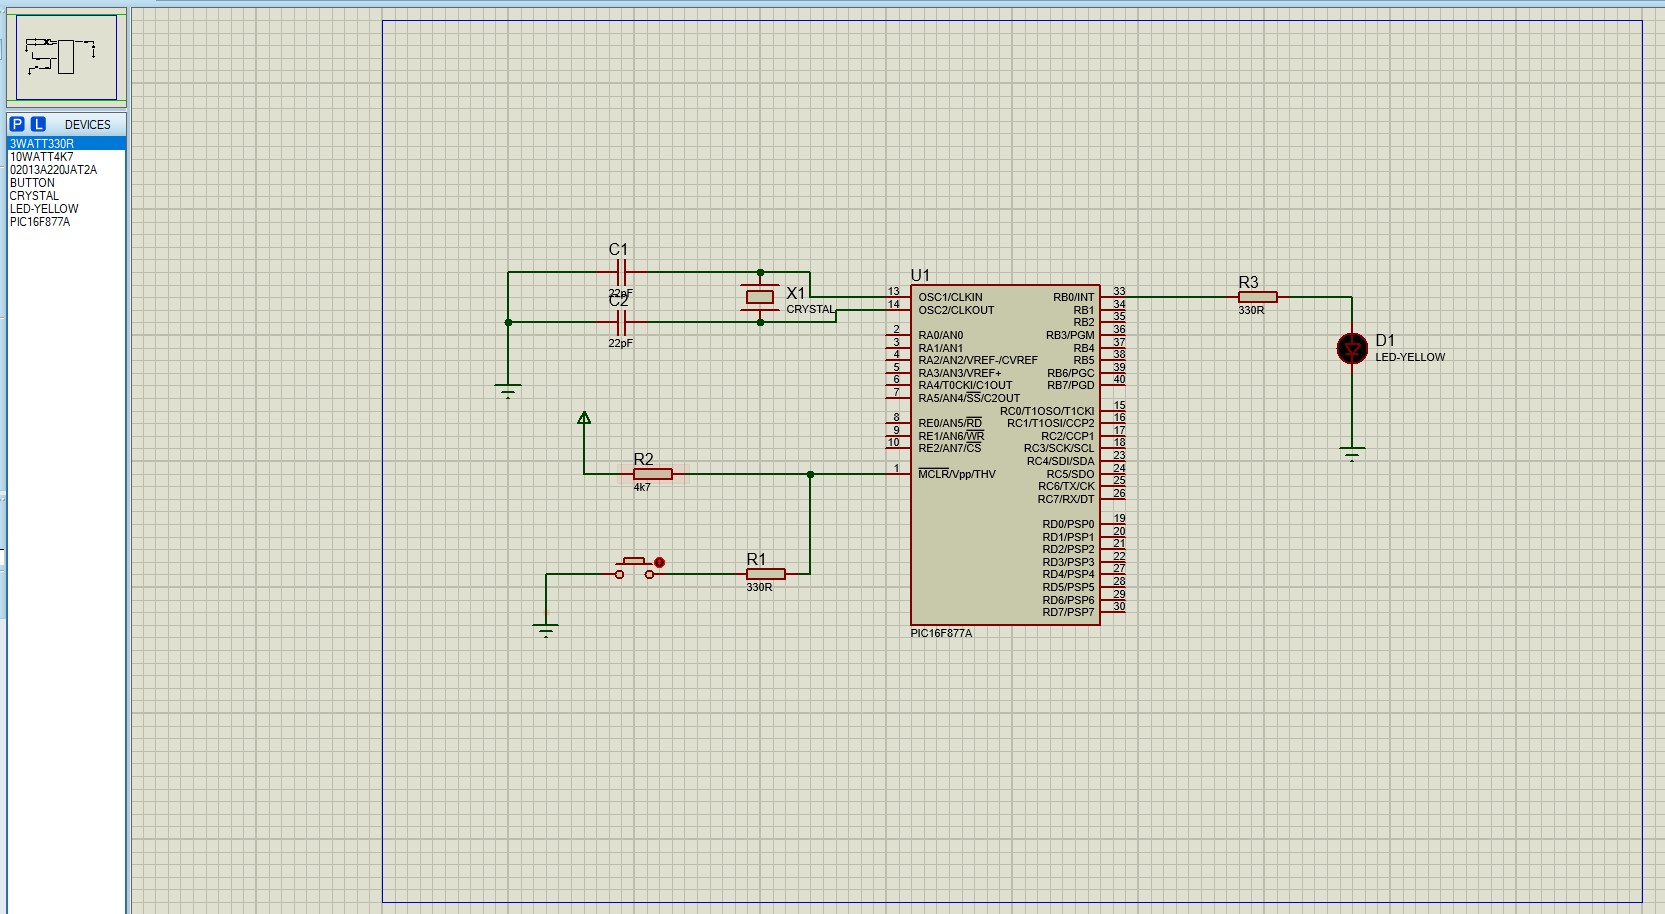 P L DEVICES
3WATT330R
10WATT4K7
02013A220JAT2A
BUTTON
CRYSTAL
LED-YELLOW
PIC16F877A
C1
22pF
C2
22pF
X1
CRYSTAL
R2
4k7
R1
330R
U1
13 OSC1/CLKIN
14 OSC2/CLKOUT
2 RA0/AN0
3 RA1/AN1
4 RA2/AN2/VREF-/CVREF
5 RA3/AN3/VREF+
6 RA4/T0CKI/C1OUT
7 RA5/AN4/SS/C2OUT
8 RE0/AN5/RD
9 RE1/AN6/WR
10 RE2/AN7/CS
1 MCLR/Vpp/THV
RB0/INT 33
RB1 34
RB2 35
RB3/PGM 36
RB4 37
RB5 38
RB6/PGC 39
RB7/PGD 40
RC0/T1OSO/T1CKI 15
RC1/T1OSI/CCP2 16
RC2/CCP1 17
RC3/SCK/SCL 18
RC4/SDI/SDA 23
RC5/SDO 24
RC6/TX/CK 25
RC7/RX/DT 26
RD0/PSP0 19
RD1/PSP1 20
RD2/PSP2 21
RD3/PSP3 22
RD4/PSP4 27
RD5/PSP5 28
RD6/PSP6 29
RD7/PSP7 30
PIC16F877A
R3
330R
D1
LED-YELLOW